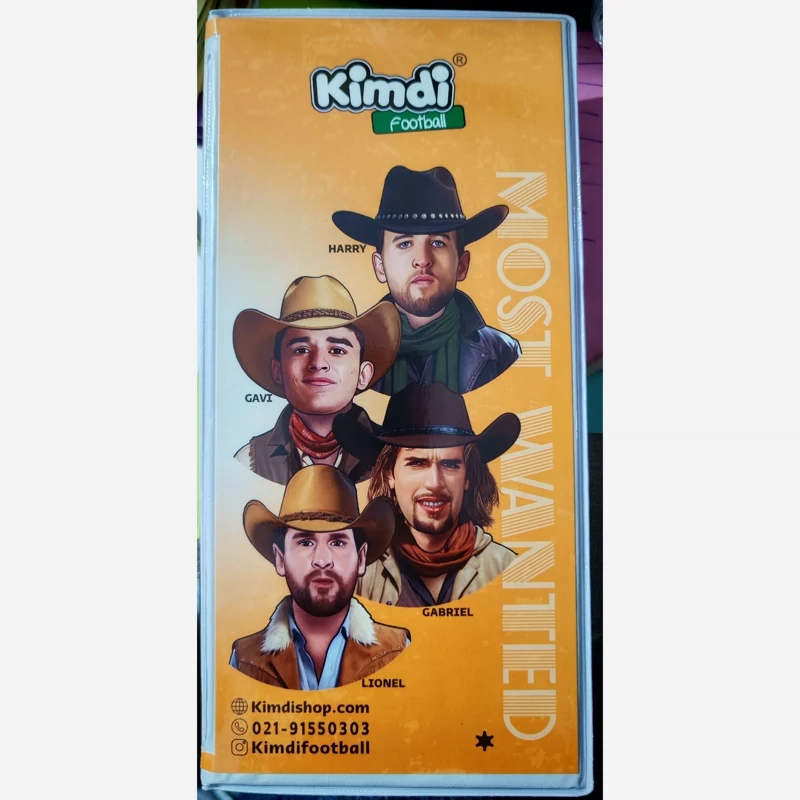 Kimdi®
Football
HARRY
GAVI
GABRIEL
LIONEL
MOST WANTED
Kimdishop.com
021-91550303
Kimdifootball